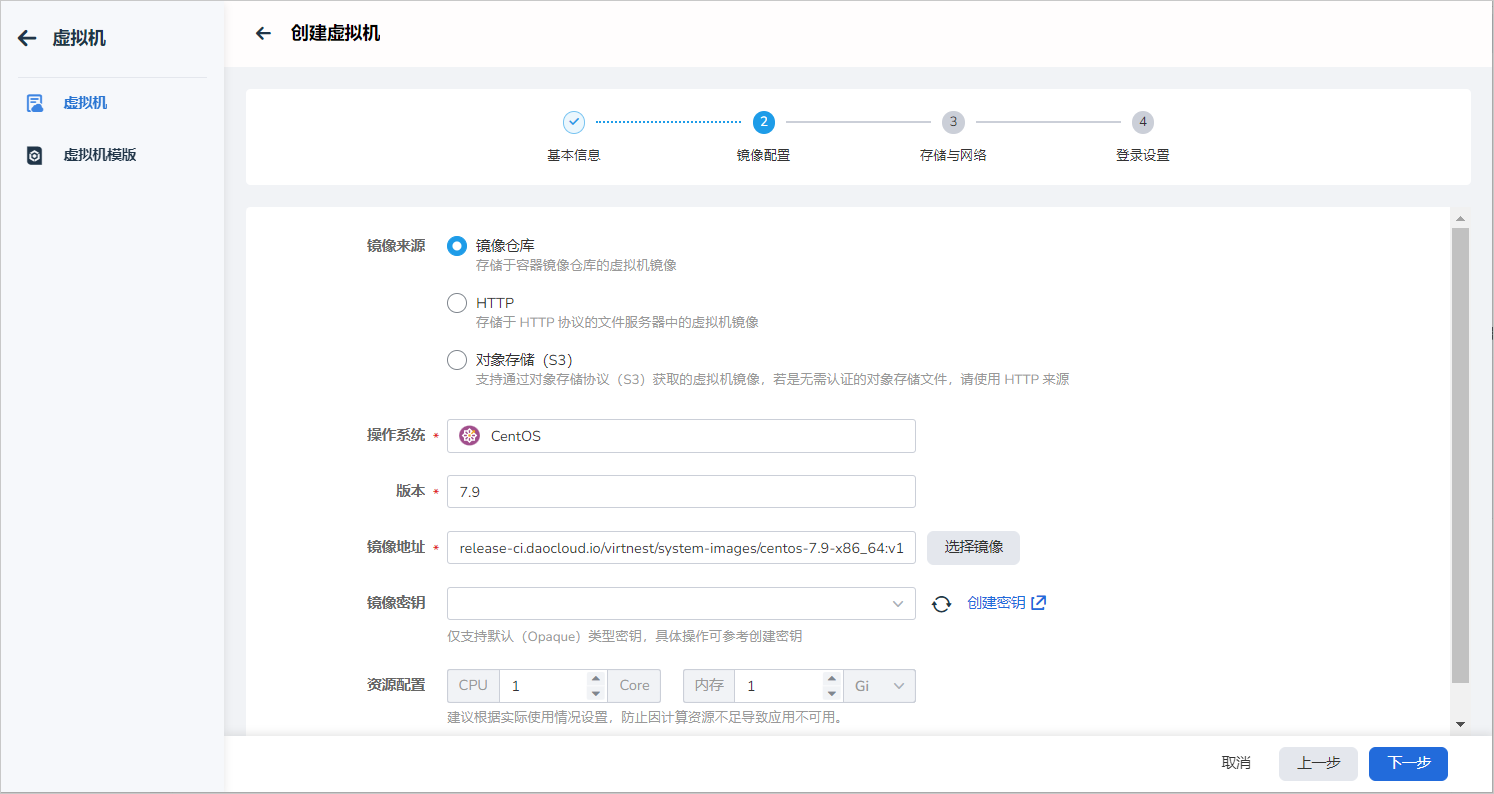 虚拟机
虚拟机
虚拟机模版
创建虚拟机
2
3
4
基本信息
镜像配置
存储与网络
登录设置
镜像来源
镜像仓库
存储于容器镜像仓库的虚拟机镜像
HTTP
存储于 HTTP 协议的文件服务器中的虚拟机镜像
对象存储（S3）
支持通过对象存储协议（S3）获取的虚拟机镜像，若是无需认证的对象存储文件，请使用 HTTP 来源
操作系统 * CentOS
版本 * 7.9
镜像地址 * release-ci.daocloud.io/virtnest/system-images/centos-7.9-x86_64:v1 选择镜像
镜像密钥 创建密钥
仅支持默认（Opaque）类型密钥，具体操作可参考创建密钥
资源配置 CPU 1 Core 内存 1 Gi
建议根据实际使用情况设置，防止因计算资源不足导致应用不可用。
取消 上一步 下一步